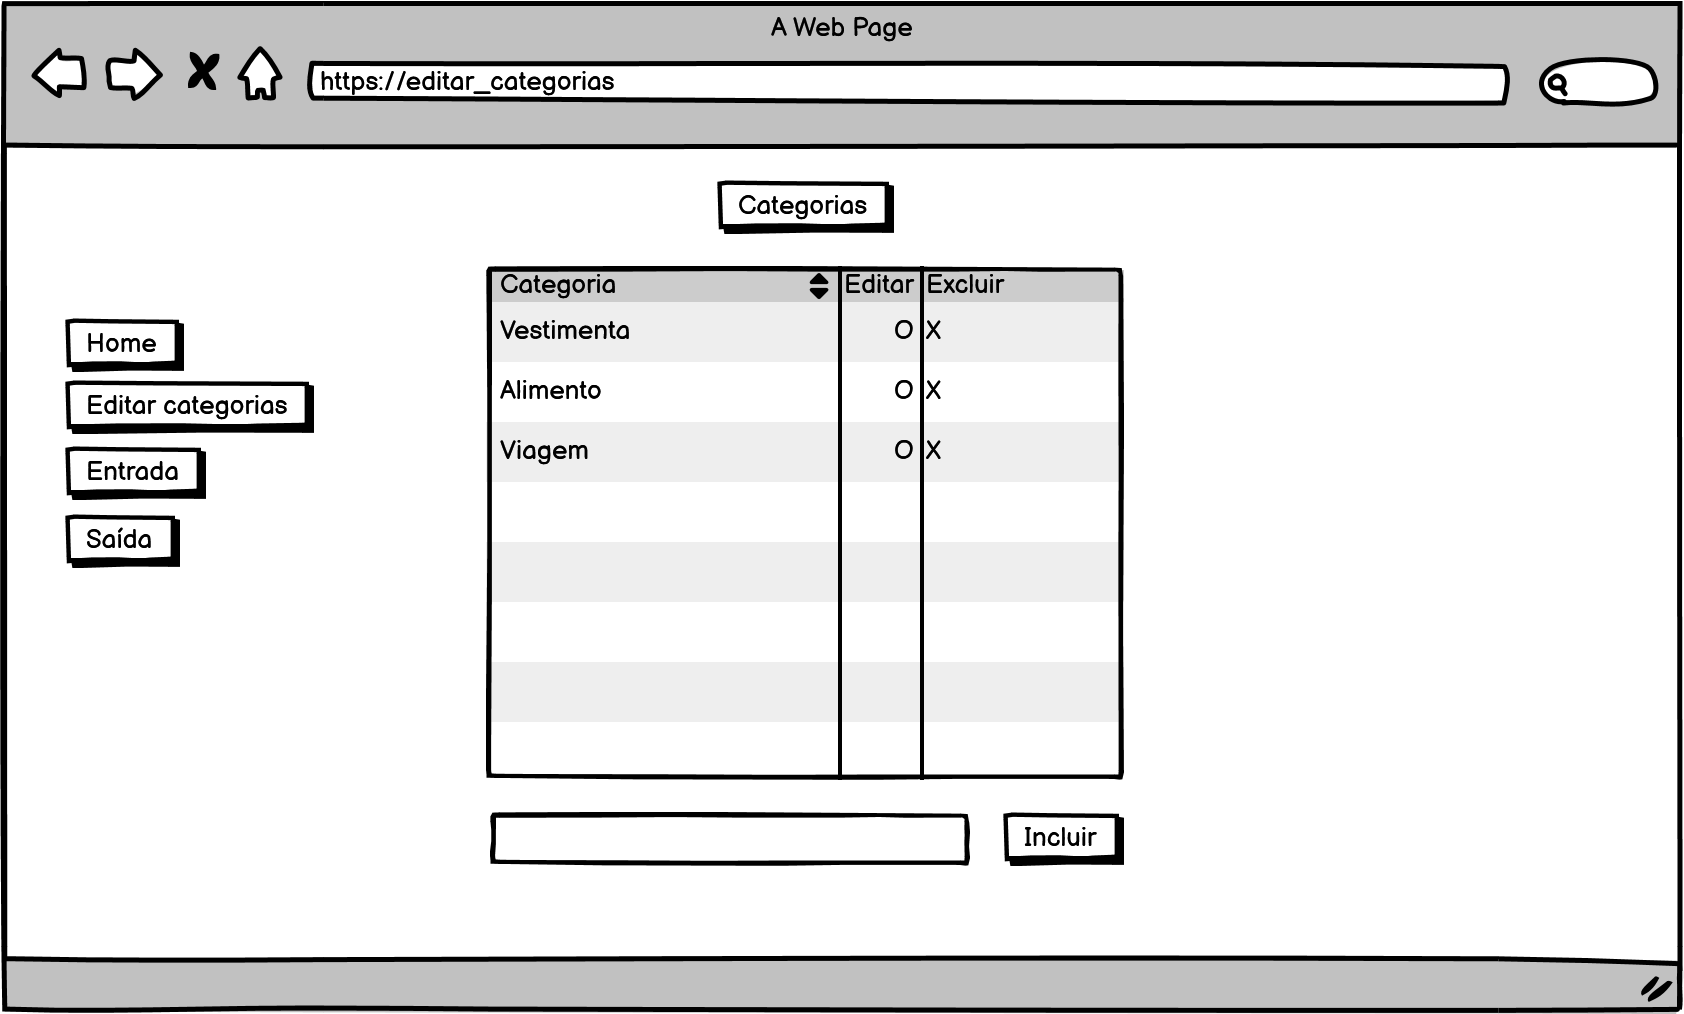 A Web Page
https://editar_categorias
Categorias
Categoria Editar Excluir
Vestimenta O X
Alimento O X
Viagem O X
Home
Editar categorias
Entrada
Saída
Incluir